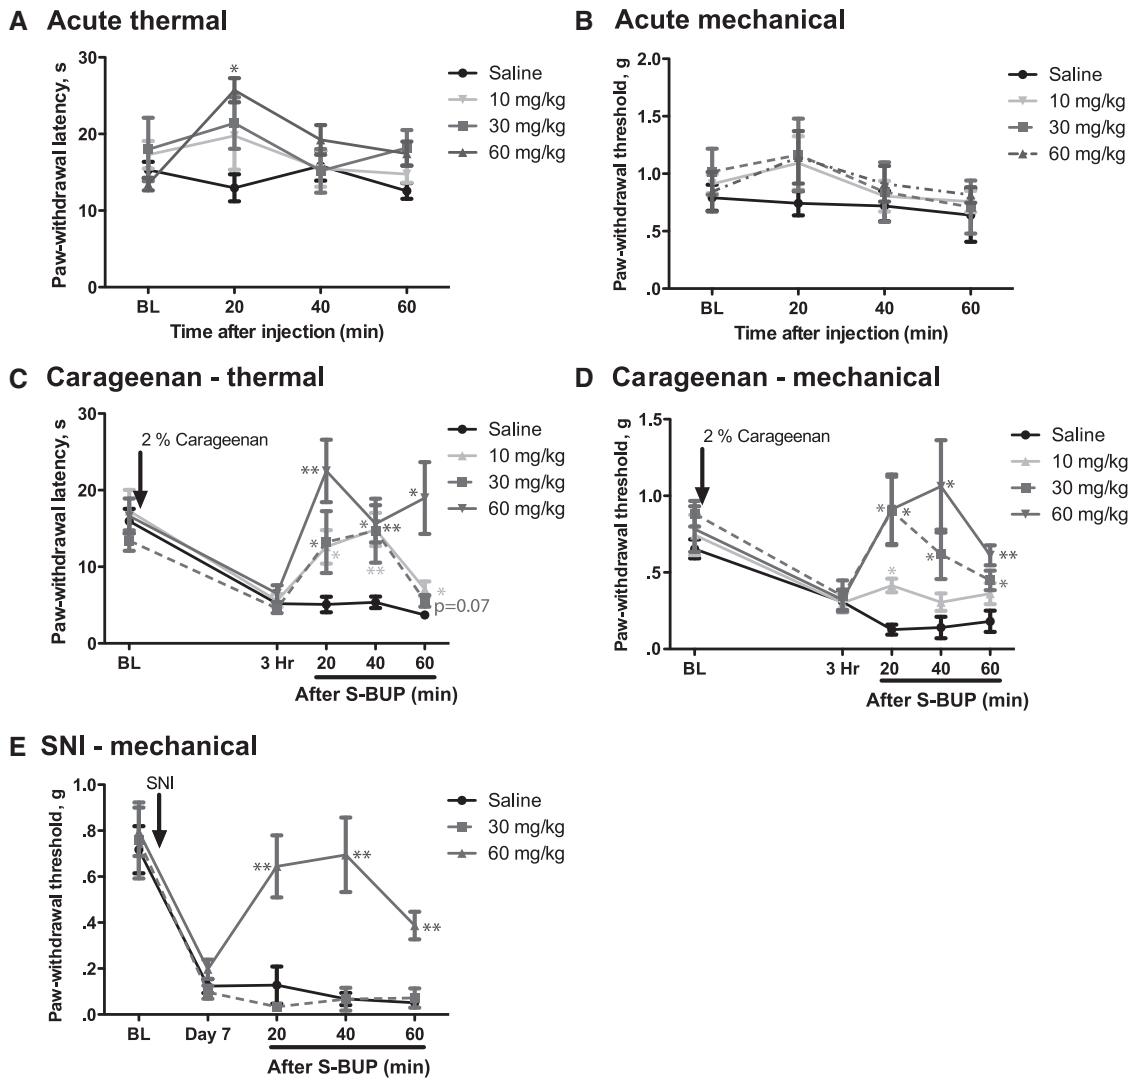 A Acute thermal
Paw-withdrawal latency, s
30
20
10
0
*
BL 20 40 60
Time after injection (min)
Saline
10 mg/kg
30 mg/kg
60 mg/kg
B Acute mechanical
Paw-withdrawal threshold, g
2.0
1.5
1.0
.5
.0
BL 20 40 60
Time after injection (min)
Saline
10 mg/kg
30 mg/kg
60 mg/kg
C Carageenan - thermal
Paw-withdrawal latency, s
30
20
10
0
2 % Carageenan
** *
* * **
* **
*
p=0.07
BL 3 Hr 20 40 60
After S-BUP (min)
Saline
10 mg/kg
30 mg/kg
60 mg/kg
D Carageenan - mechanical
Paw-withdrawal threshold, g
1.5
1.0
.5
.0
2 % Carageenan
*
* *
* **
* *
BL 3 Hr 20 40 60
After S-BUP (min)
Saline
10 mg/kg
30 mg/kg
60 mg/kg
E SNI - mechanical
Paw-withdrawal threshold, g
1.0
.8
.6
.4
.2
.0
SNI
** **
**
BL Day 7 20 40 60
After S-BUP (min)
Saline
30 mg/kg
60 mg/kg